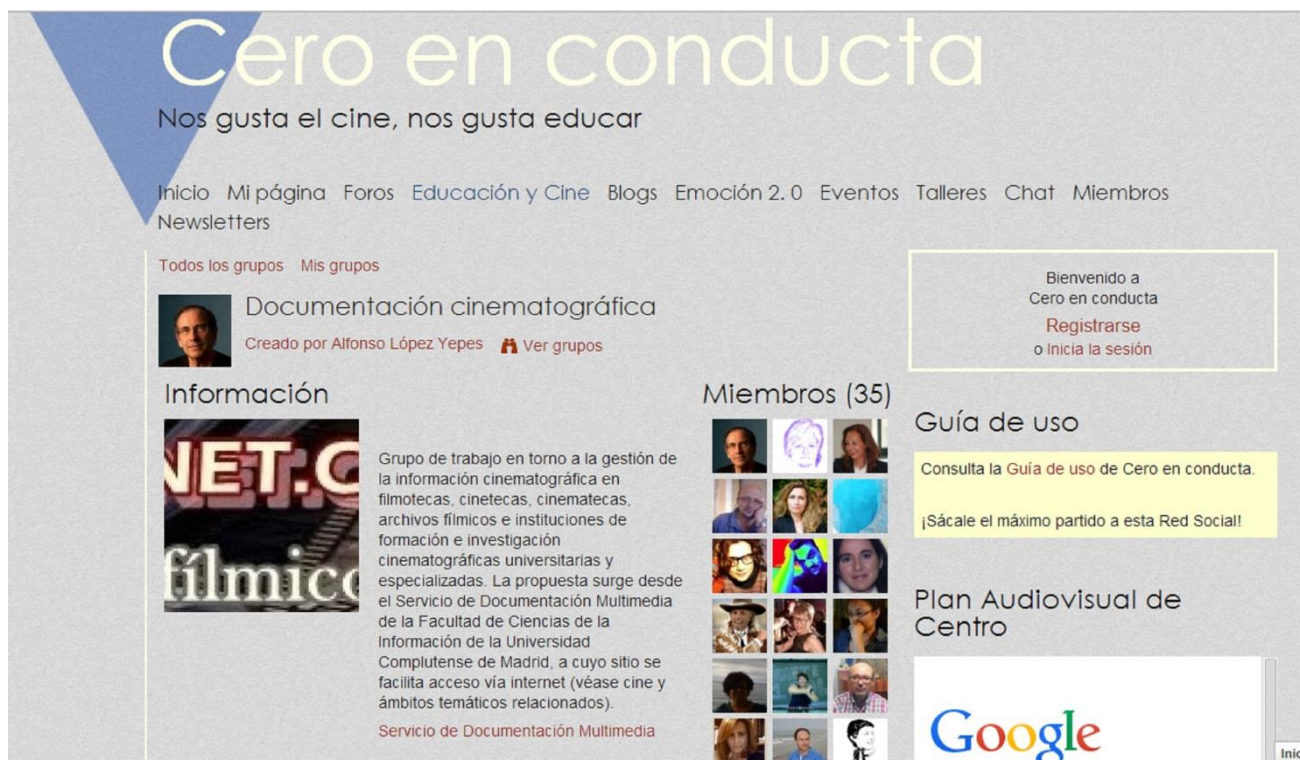 Cero en conducta
Nos gusta el cine, nos gusta educar
Inicio Mi página Foros Educación y Cine Blogs Emoción 2. 0 Eventos Talleres Chat Miembros
Newsletters
Todos los grupos Mis grupos
Documentación cinematográfica
Creado por Alfonso López Yepes Ver grupos
Información
NET.C
fílmico
Grupo de trabajo en torno a la gestión de
la información cinematográfica en
filmotecas, cinetecas, cinematecas,
archivos fílmicos e instituciones de
formación e investigación
cinematográficas universitarias y
especializadas. La propuesta surge desde
el Servicio de Documentación Multimedia
de la Facultad de Ciencias de la
Información de la Universidad
Complutense de Madrid, a cuyo sitio se
facilita acceso vía internet (véase cine y
ámbitos temáticos relacionados).
Servicio de Documentación Multimedia
Miembros (35)
Bienvenido a
Cero en conducta
Registrarse
o Inicia la sesión
Guía de uso
Consulta la Guía de uso de Cero en conducta.
¡Sácale el máximo partido a esta Red Social!
Plan Audiovisual de
Centro
Google
Inic